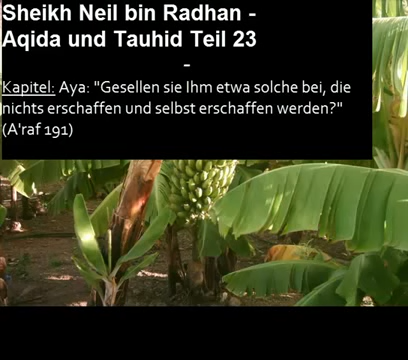 Sheikh Neil bin Radhan -
Aqida und Tauhid Teil 23
-
Kapitel: Aya: "Gesellen sie Ihm etwa solche bei, die
nichts erschaffen und selbst erschaffen werden?"
(A'raf 191)